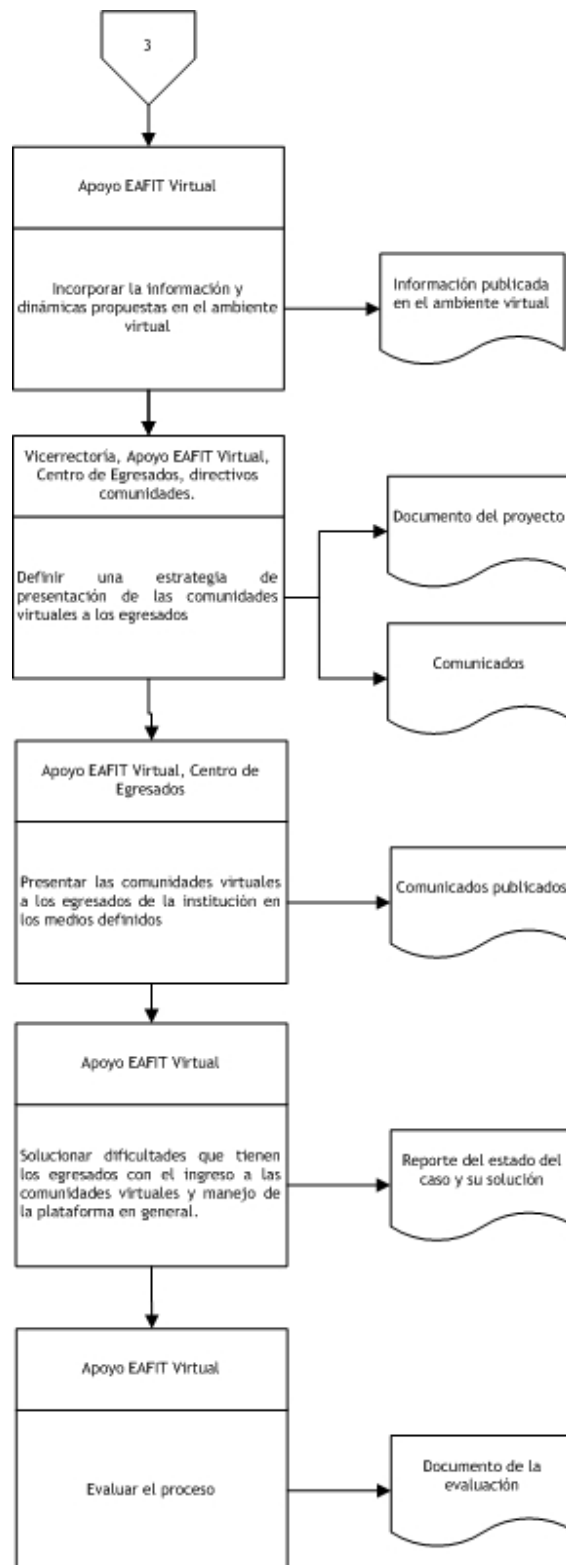 3
Apoyo EAFIT Virtual
Incorporar la información y
dinámicas propuestas en el ambiente
virtual
Información publicada
en el ambiente virtual
Vicerrectoría, Apoyo EAFIT Virtual,
Centro de Egresados, directivos
comunidades.
Definir una estrategia de
presentación de las comunidades
virtuales a los egresados
Documento del proyecto
Comunicados
Apoyo EAFIT Virtual, Centro de
Egresados
Presentar las comunidades virtuales
a los egresados de la institución en
los medios definidos
Comunicados publicados
Apoyo EAFIT Virtual
Solucionar dificultades que tienen
los egresados con el ingreso a las
comunidades virtuales y manejo de
la plataforma en general.
Reporte del estado del
caso y su solución
Apoyo EAFIT Virtual
Evaluar el proceso
Documento de la
evaluación